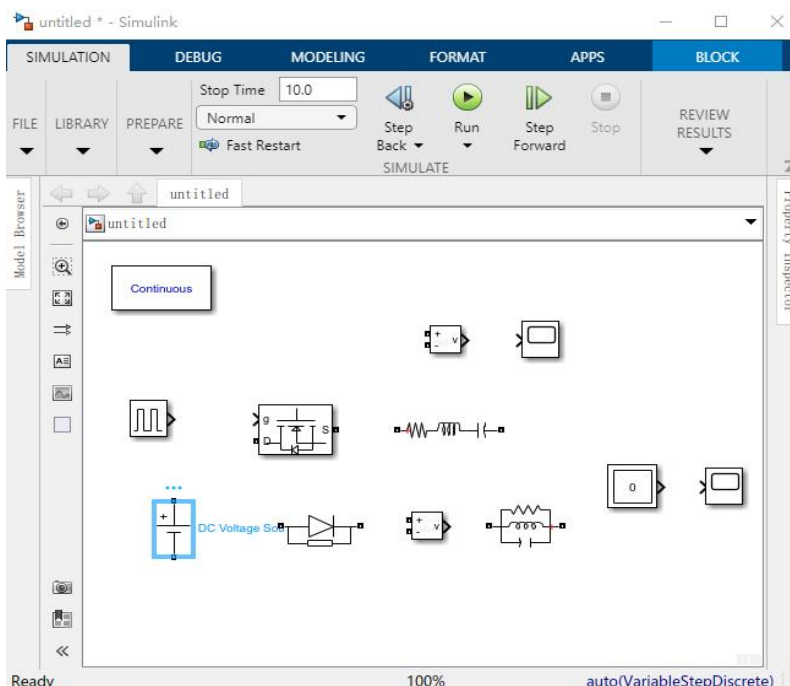 untitled * - Simulink
SIMULATION DEBUG MODELING FORMAT APPS BLOCK
FILE LIBRARY PREPARE
Stop Time 10.0
Normal
Fast Restart
Step Back
Run
Step Forward
Stop
SIMULATE
REVIEW RESULTS
Model Browser
untitled
untitled
Property Inspector
Continuous
+ - v
g D S
0
+
DC Voltage Sou
+ - v
Ready 100% auto(VariableStepDiscrete)